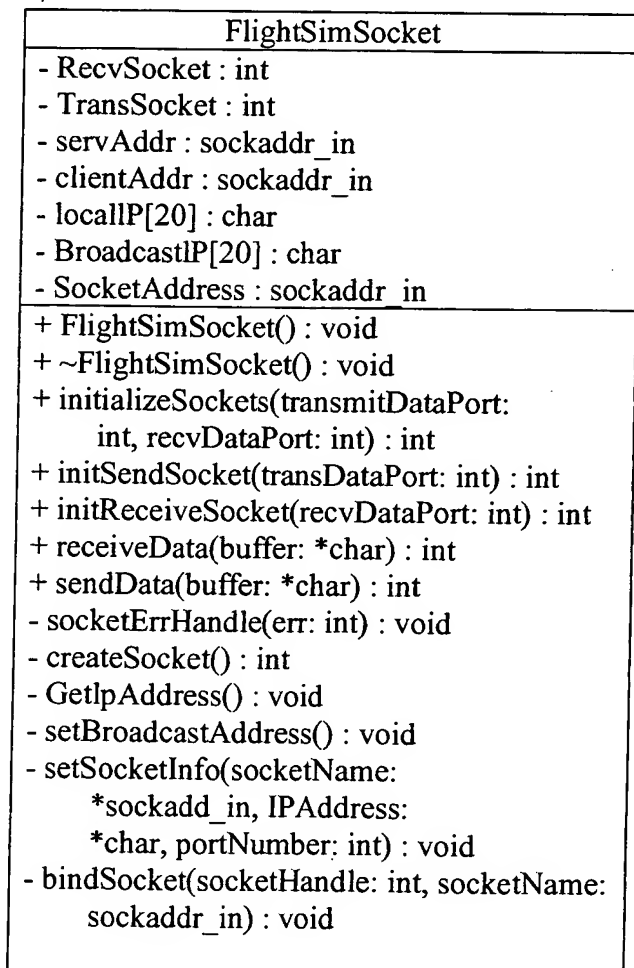 FlightSimSocket
- RecvSocket : int
- TransSocket : int
- servAddr : sockaddr_in
- clientAddr : sockaddr_in
- localIP[20] : char
- BroadcastIP[20] : char
- SocketAddress : sockaddr_in
+ FlightSimSocket() : void
+ ~FlightSimSocket() : void
+ initializeSockets(transmitDataPort:
int, recvDataPort: int) : int
+ initSendSocket(transDataPort: int) : int
+ initReceiveSocket(recvDataPort: int) : int
+ receiveData(buffer: *char) : int
+ sendData(buffer: *char) : int
- socketErrHandle(err: int) : void
- createSocket() : int
- GetIpAddress() : void
- setBroadcastAddress() : void
- setSocketInfo(socketName:
*sockadd_in, IPAddress:
*char, portNumber: int) : void
- bindSocket(socketHandle: int, socketName:
sockaddr_in) : void